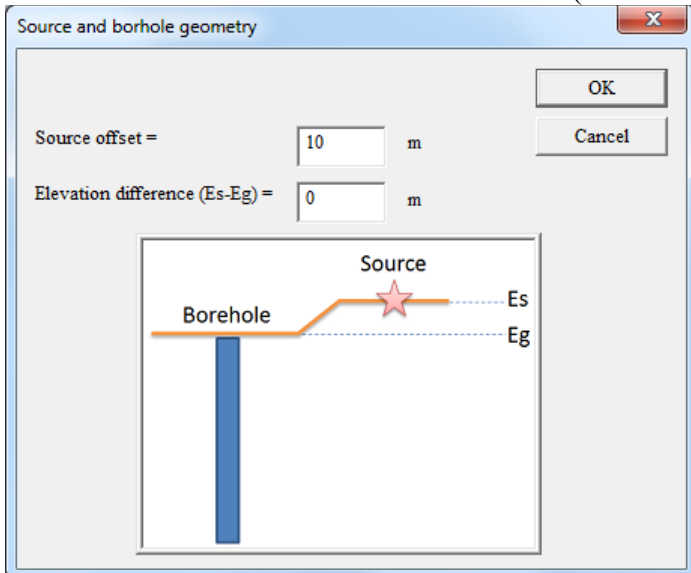 Source and borhole geometry
OK
Source offset = 10 m
Cancel
Elevation difference (Es-Eg) = 0 m
Source
Es
Borehole
Eg